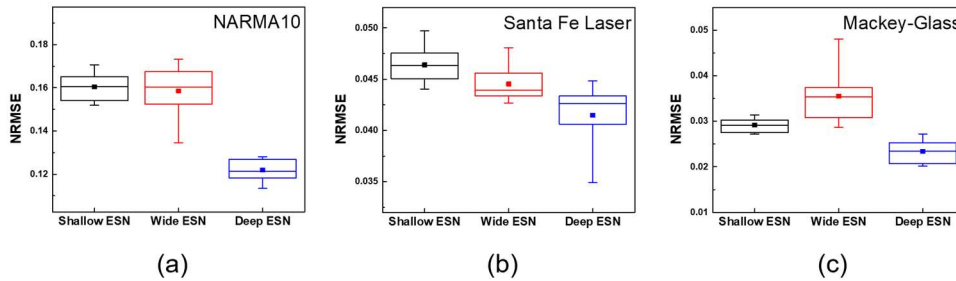 NARMA10
NRMSE
0.18
0.16
0.14
0.12
Shallow ESN Wide ESN Deep ESN
(a)
Santa Fe Laser
NRMSE
0.050
0.045
0.040
0.035
Shallow ESN Wide ESN Deep ESN
(b)
Mackey-Glass
NRMSE
0.05
0.04
0.03
0.02
0.01
Shallow ESN Wide ESN Deep ESN
(c)